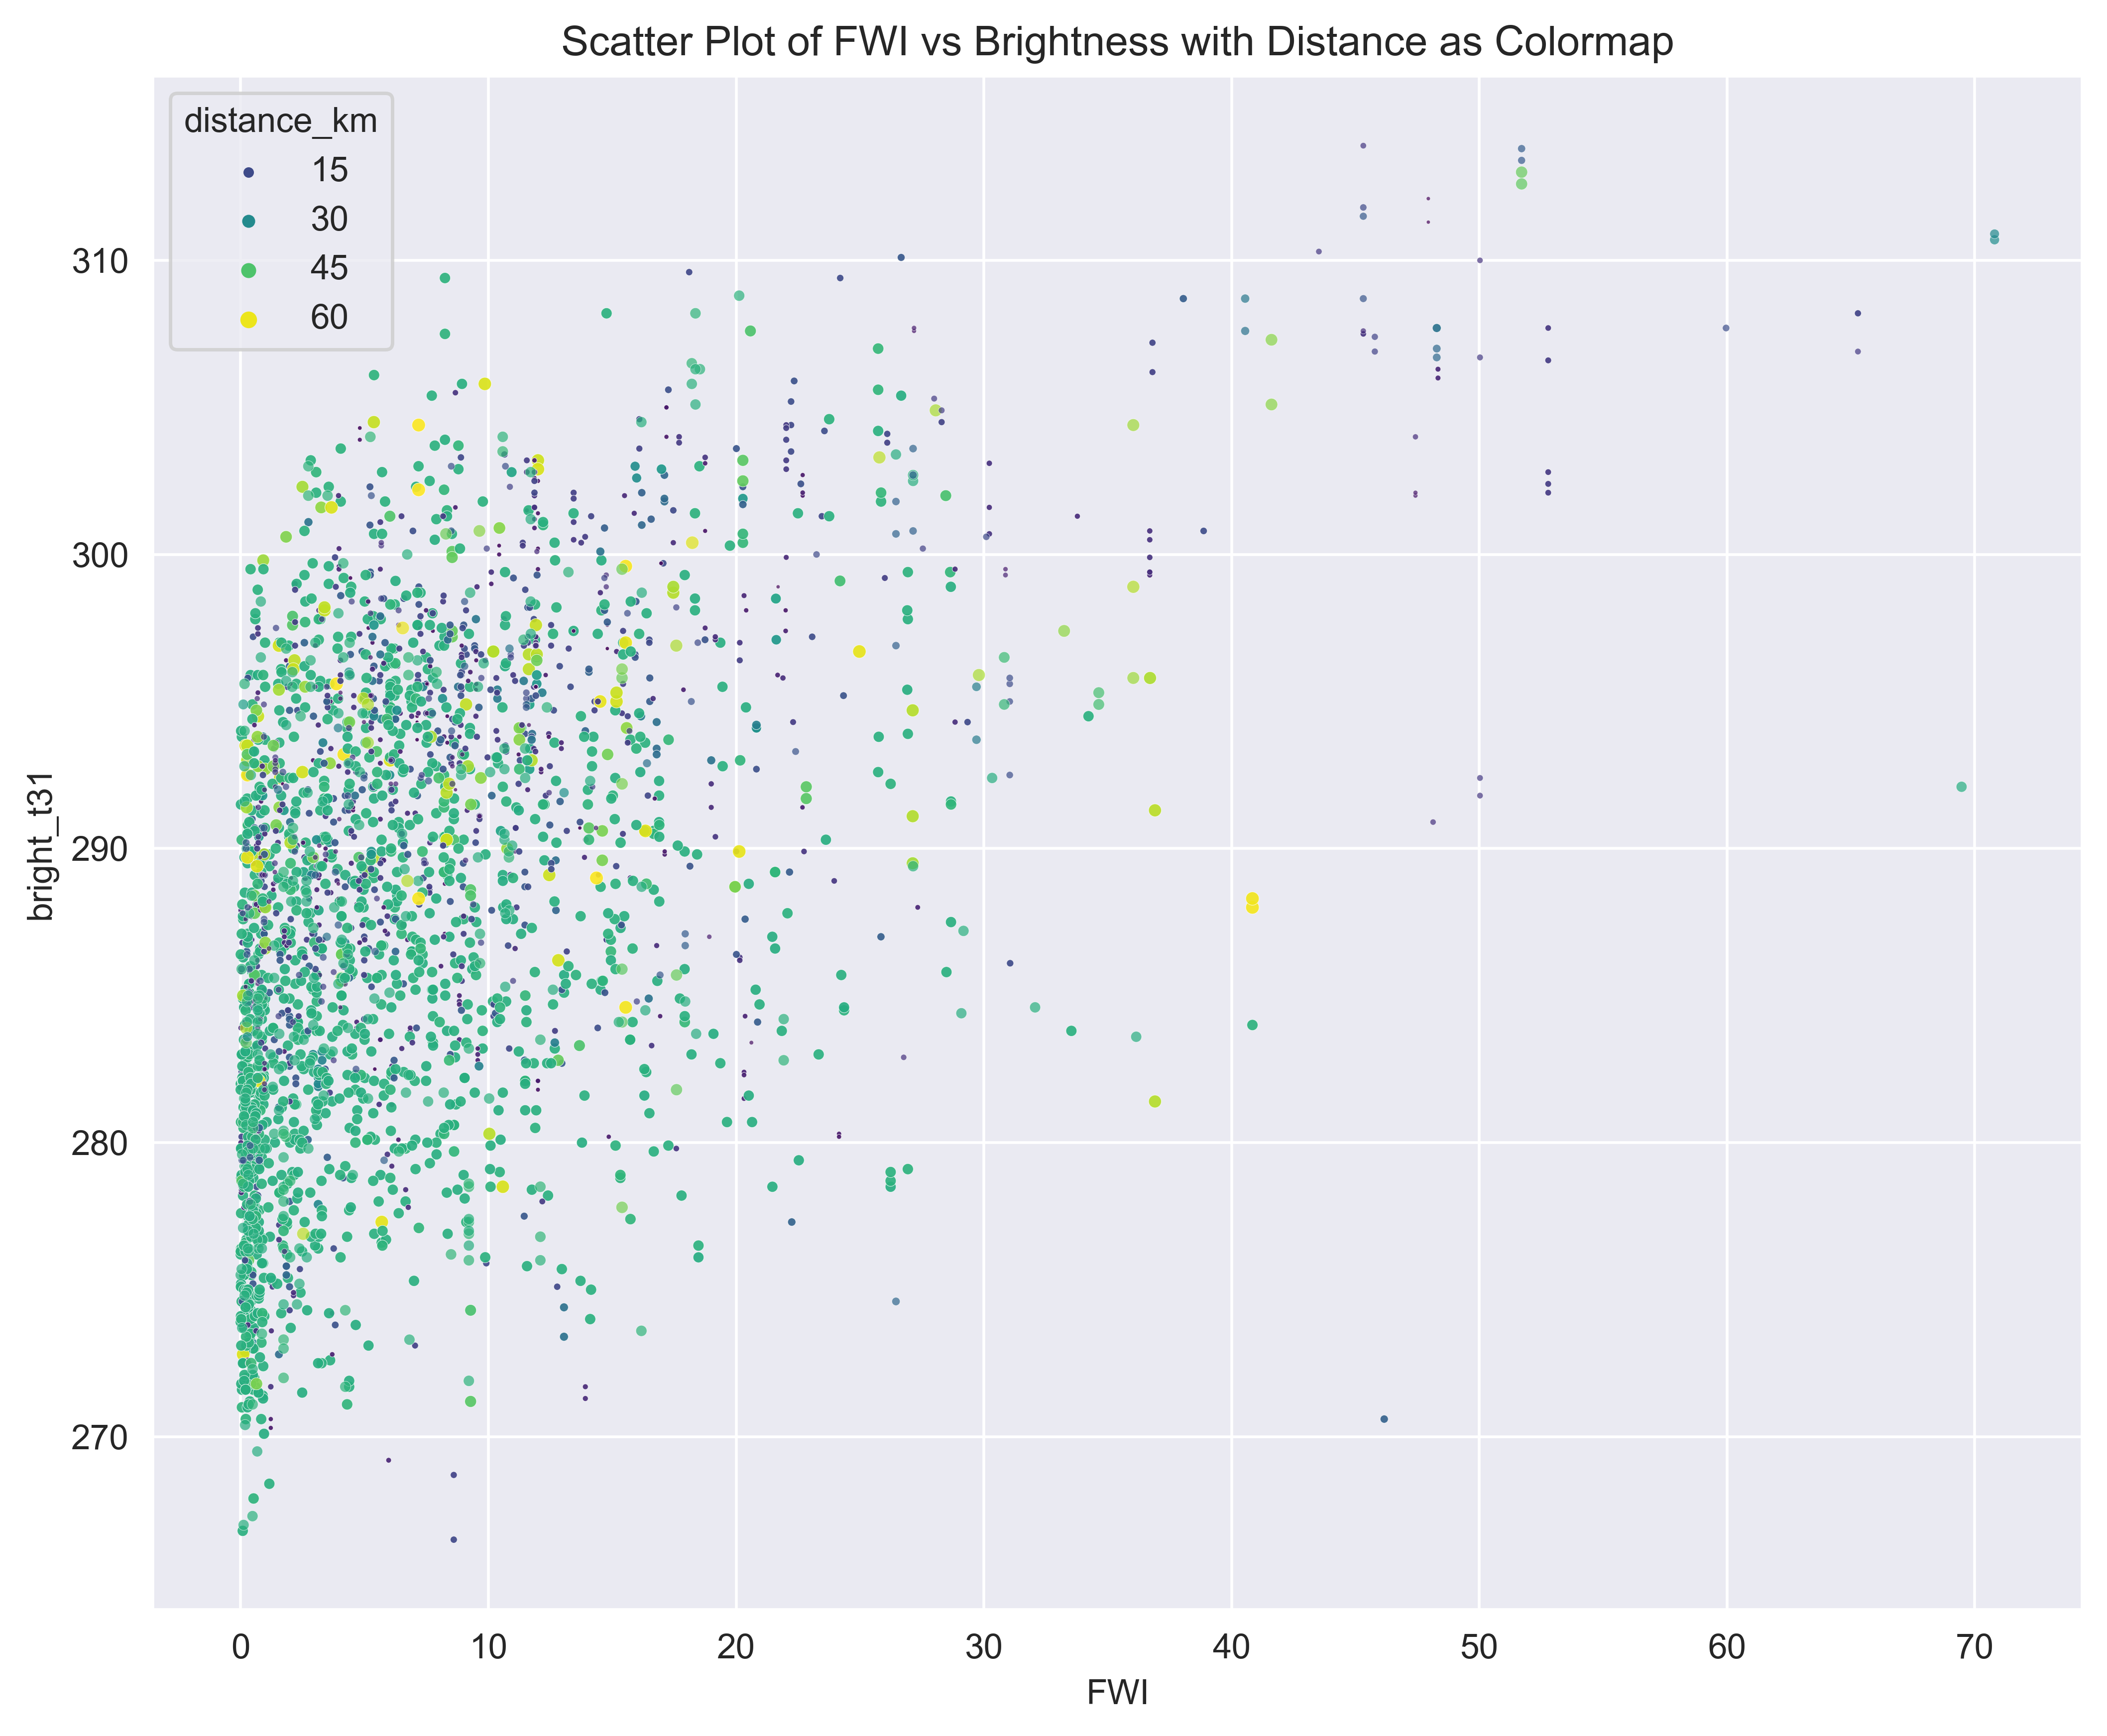 Scatter Plot of FWI vs Brightness with Distance as Colormap
distance_km
15
30
45
60
310
300
290
280
270
bright_t31
0 10 20 30 40 50 60 70
FWI